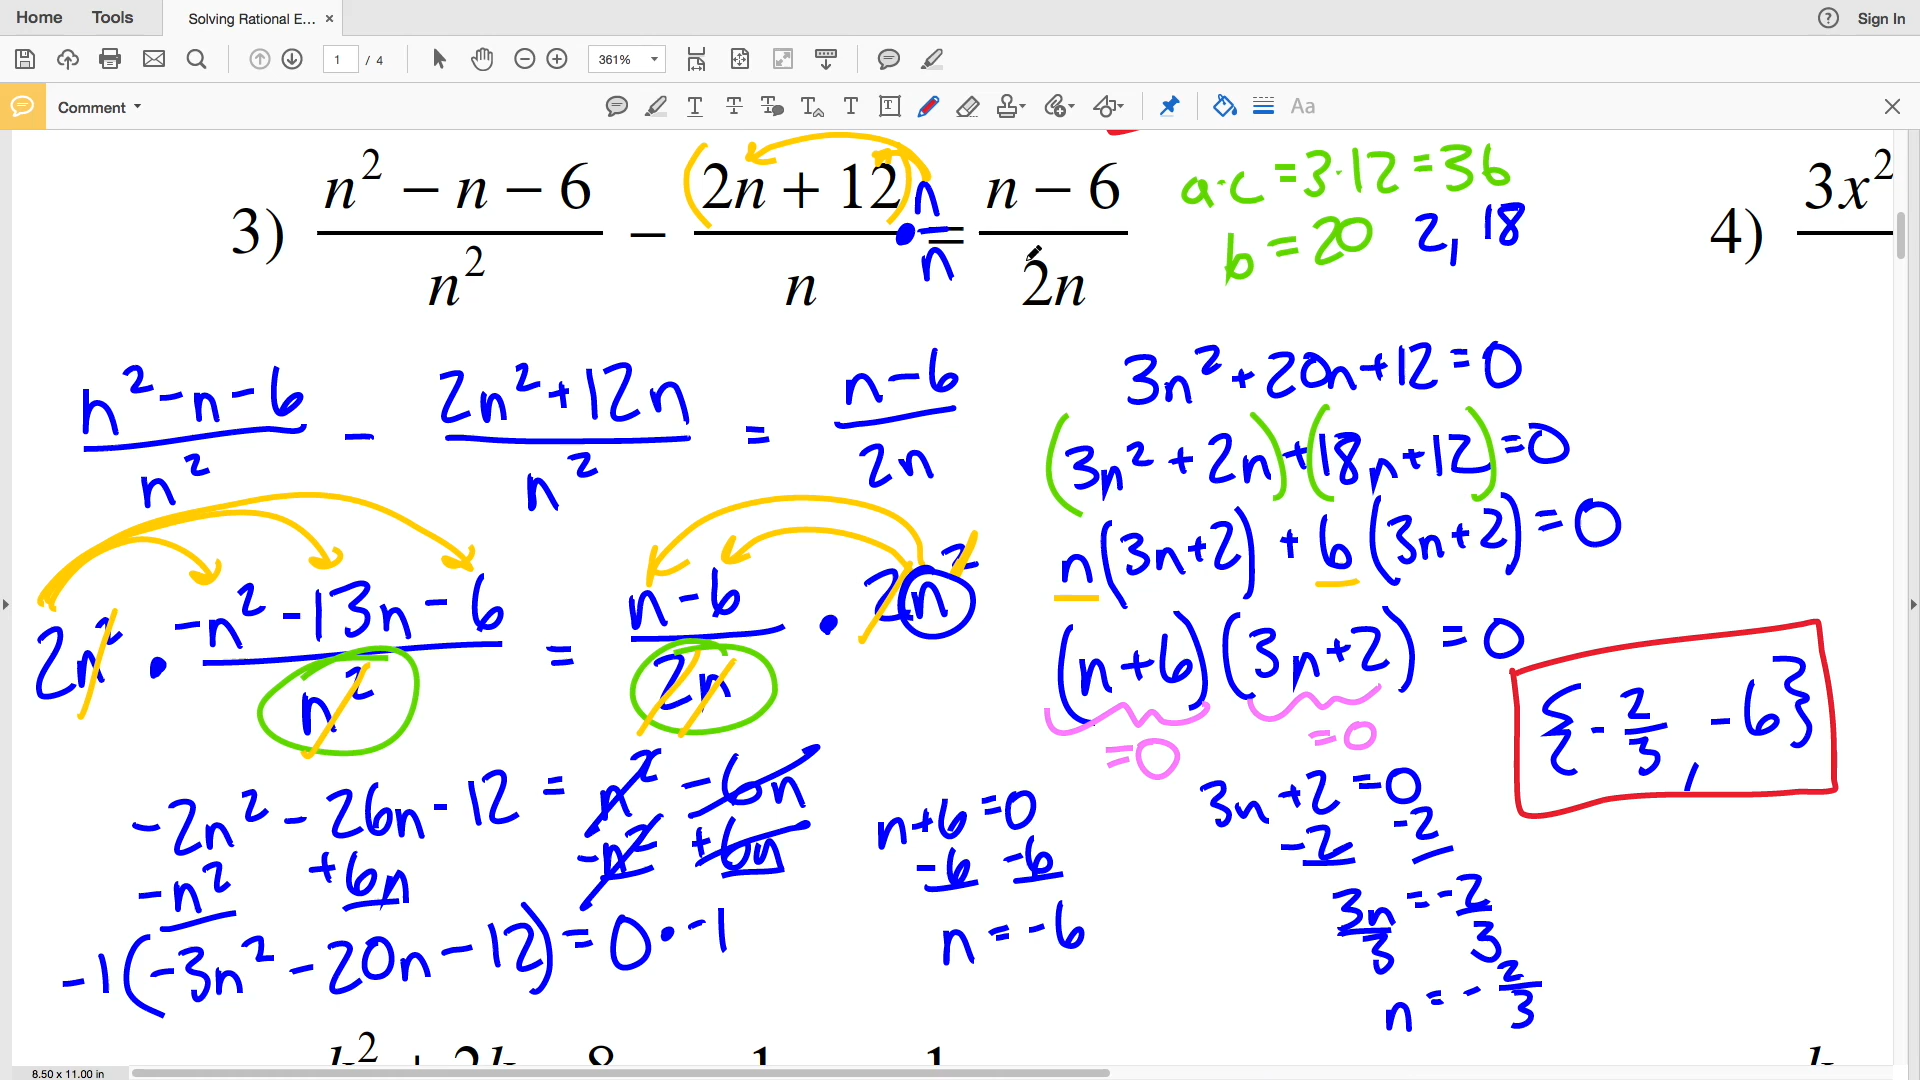 Home Tools Solving Rational E... × Sign In
1 / 4 361%
Comment Aa
3) (n² − n − 6)/n² − (2n + 12)/n • n/n = (n − 6)/2n
a·c = 3·12 = 36
b = 20 2, 18
4) 3x²
(n² − n − 6)/n² − (2n² + 12n)/n² = (n − 6)/2n
2n² • (−n² − 13n − 6)/n² = (n − 6)/2n • 2n²
−2n² − 26n − 12 = n² − 6n
−n² +6n −n² +6n
−1(−3n² − 20n − 12) = 0 • −1
3n² + 20n + 12 = 0
(3n² + 2n) + (18n + 12) = 0
n(3n + 2) + 6(3n + 2) = 0
(n + 6)(3n + 2) = 0
=0 =0
n + 6 = 0
−6 −6
n = −6
3n + 2 = 0
−2 −2
3n/3 = −2/3
n = −2/3
{−2/3, −6}
8.50 x 11.00 in